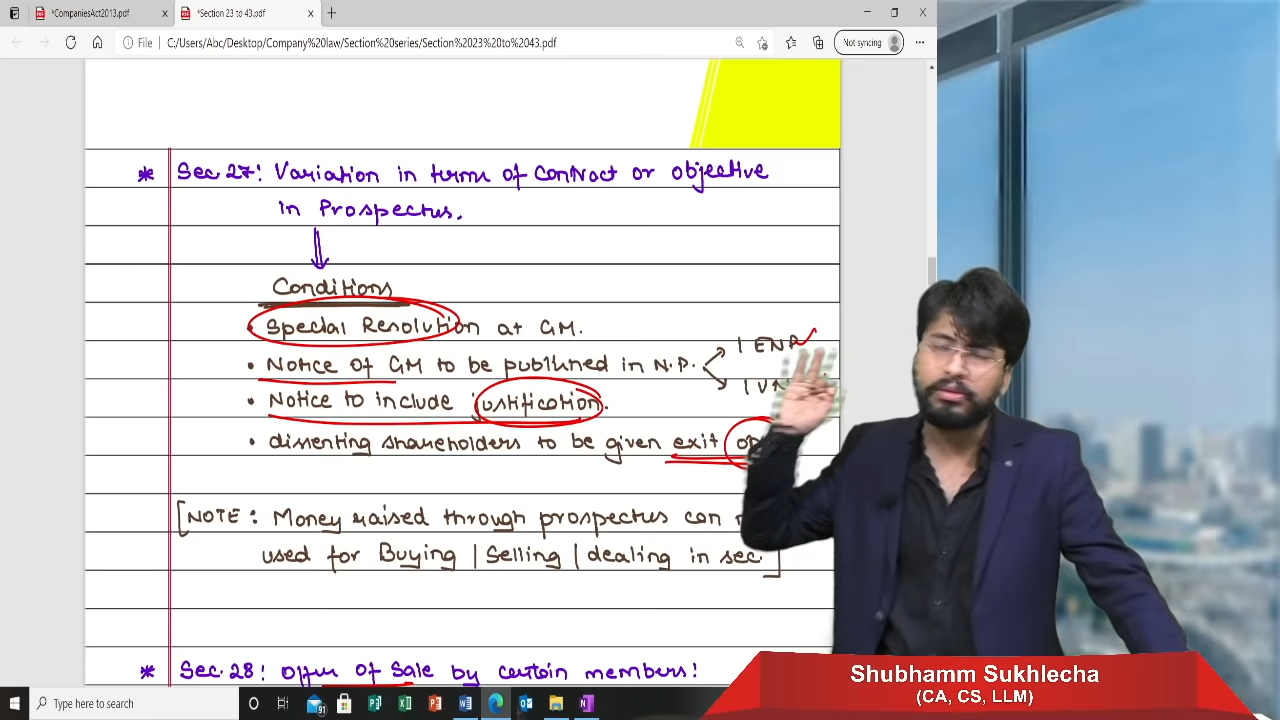 *CompaniesAct2013.pdf
*Section 23 to 43.pdf
File
C:/Users/Abc/Desktop/Company%20law/Section%20series/Section%2023%20to%2043.pdf
Not syncing
* Sec.27: Variation in terms of Contract or objective
in Prospectus.
Conditions
• Special Resolution at GM.
• Notice of GM to be published in N.P.
1 ENP
• Notice to include justification.
• dissenting shareholders to be given exit
[NOTE: Money raised through prospectus can
used for Buying | Selling | dealing in sec.]
* Sec.28: Offer of Sale by certain members:
Shubhamm Sukhlecha
(CA, CS, LLM)
Type here to search
91